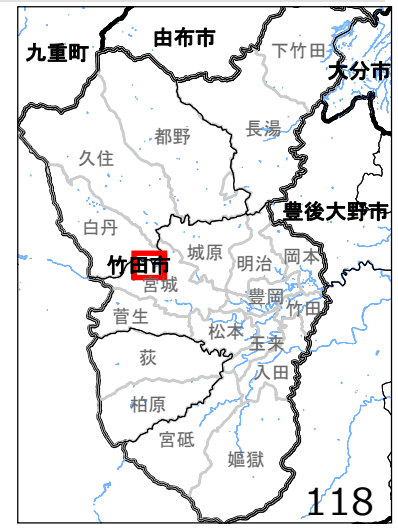 由布市
九重町
下竹田
大分市
都野
長湯
久住
豊後大野市
白丹
城原
岡本
明治
竹田市
宮城
豊岡
竹田
菅生
松本
玉来
荻
入田
柏原
宮砥
嫗獄
118